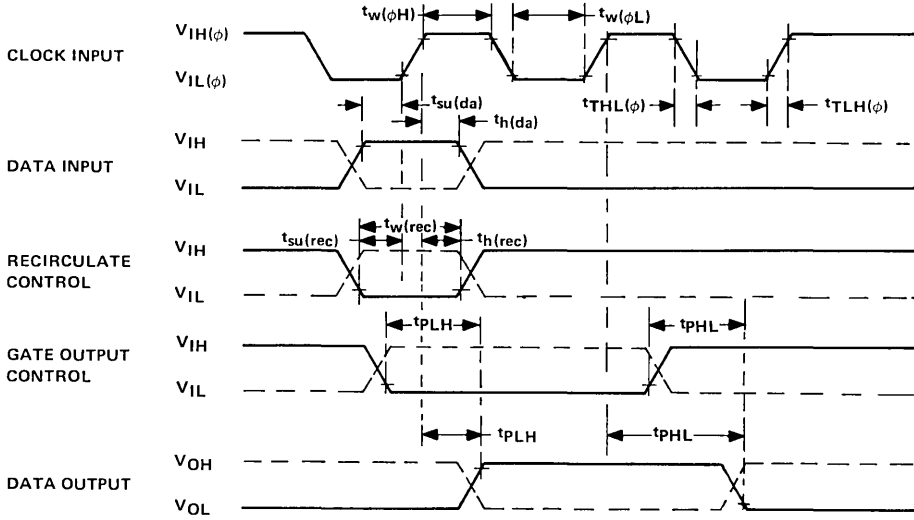 tw(ϕH) tw(ϕL)
CLOCK INPUT
VIH(ϕ)
VIL(ϕ)
tsu(da)
th(da)
tTHL(ϕ)
tTLH(ϕ)
DATA INPUT
VIH
VIL
RECIRCULATE
CONTROL
VIH
VIL
tw(rec)
tsu(rec)
th(rec)
GATE OUTPUT
CONTROL
VIH
VIL
tPLH
tPHL
tPLH
tPHL
DATA OUTPUT
VOH
VOL